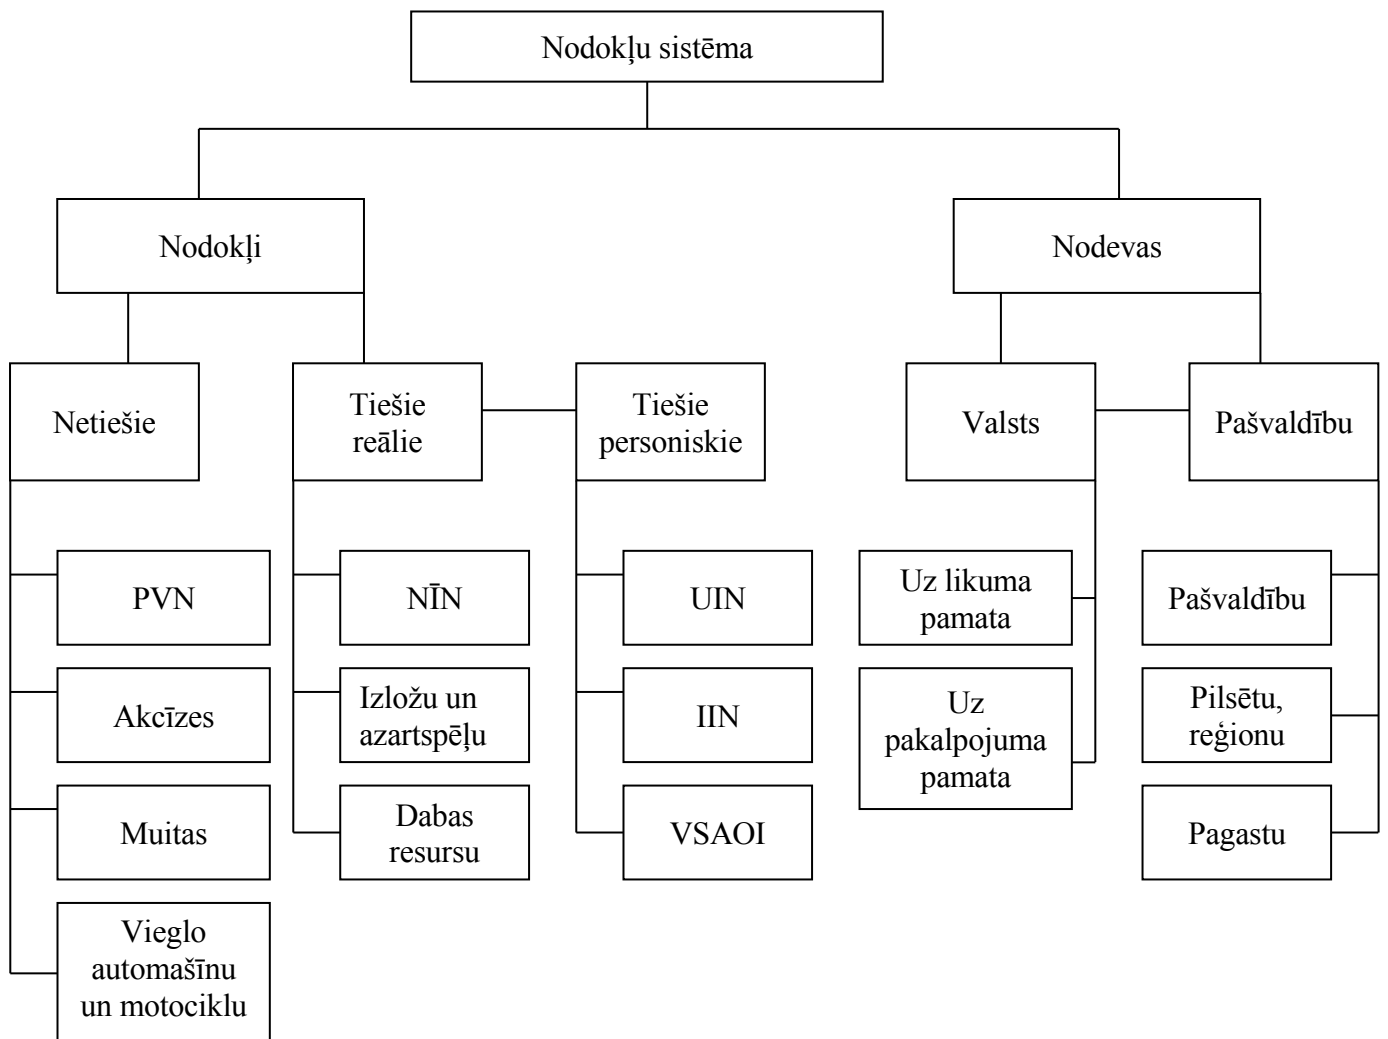 Nodokļu sistēma
Nodokļi
Nodevas
Netiešie
Tiešie
reālie
Tiešie
personiskie
Valsts
Pašvaldību
PVN
Akcīzes
Muitas
Vieglo
automašīnu
un motociklu
NĪN
Izložu un
azartspēļu
Dabas
resursu
UIN
IIN
VSAOI
Uz likuma
pamata
Uz
pakalpojuma
pamata
Pašvaldību
Pilsētu,
reģionu
Pagastu